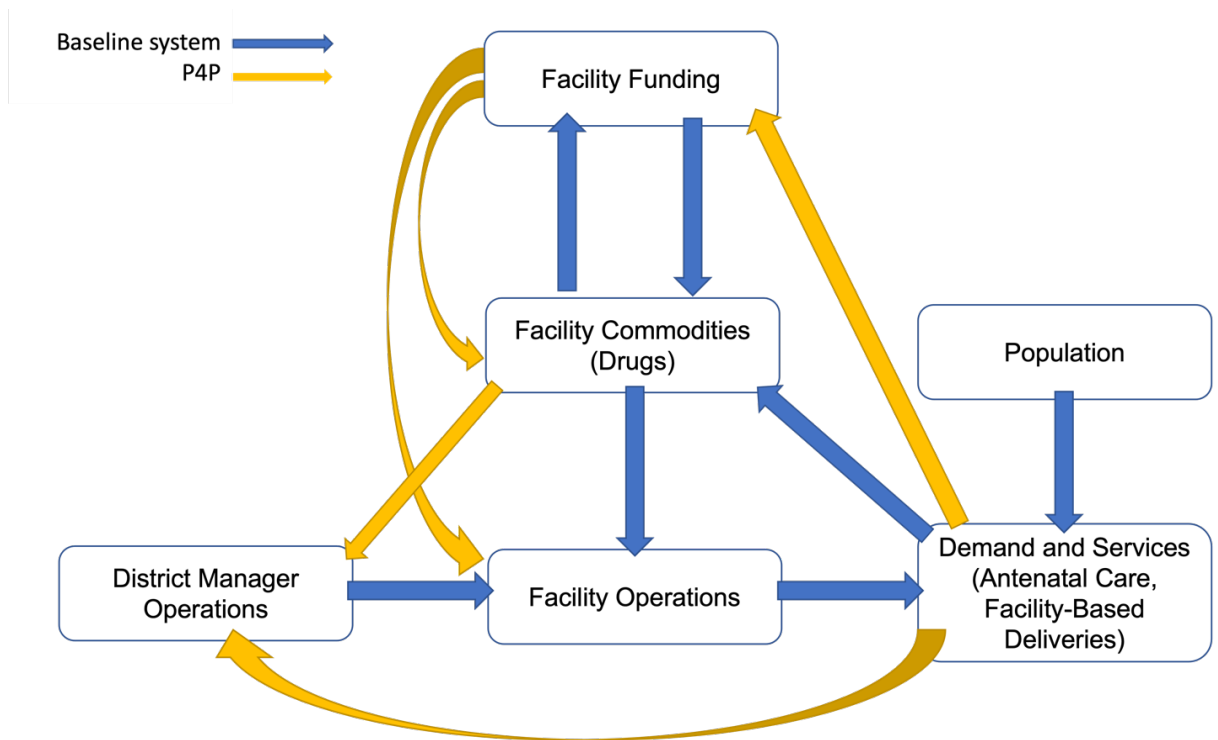 Baseline system
P4P
Facility Funding
Facility Commodities
(Drugs)
Population
District Manager
Operations
Facility Operations
Demand and Services
(Antenatal Care,
Facility-Based
Deliveries)